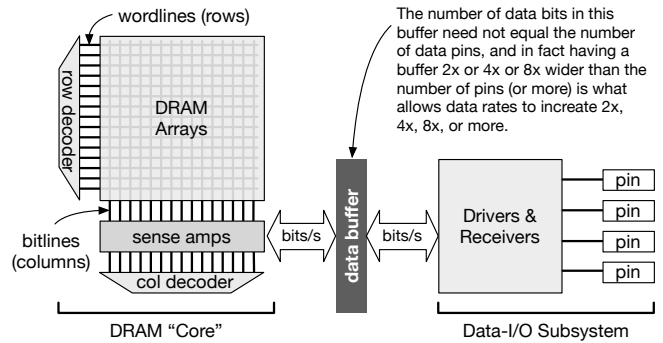 wordlines (rows)
row decoder
DRAM
Arrays
bitlines
(columns)
sense amps
col decoder
DRAM “Core”
The number of data bits in this
buffer need not equal the number
of data pins, and in fact having a
buffer 2x or 4x or 8x wider than the
number of pins (or more) is what
allows data rates to increate 2x,
4x, 8x, or more.
bits/s
data buffer
bits/s
Drivers &
Receivers
pin
pin
pin
pin
Data-I/O Subsystem